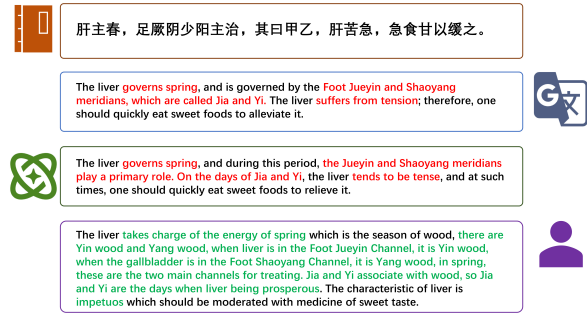 肝主春，足厥阴少阳主治，其日甲乙，肝苦急，急食甘以缓之。
The liver governs spring, and is governed by the Foot Jueyin and Shaoyang
meridians, which are called Jia and Yi. The liver suffers from tension; therefore, one
should quickly eat sweet foods to alleviate it.
G 文
The liver governs spring, and during this period, the Jueyin and Shaoyang meridians
play a primary role. On the days of Jia and Yi, the liver tends to be tense, and at such
times, one should quickly eat sweet foods to relieve it.
The liver takes charge of the energy of spring which is the season of wood, there are
Yin wood and Yang wood, when liver is in the Foot Jueyin Channel, it is Yin wood,
when the gallbladder is in the Foot Shaoyang Channel, it is Yang wood, in spring,
these are the two main channels for treating. Jia and Yi associate with wood, so Jia
and Yi are the days when liver being prosperous. The characteristic of liver is
impetuos which should be moderated with medicine of sweet taste.